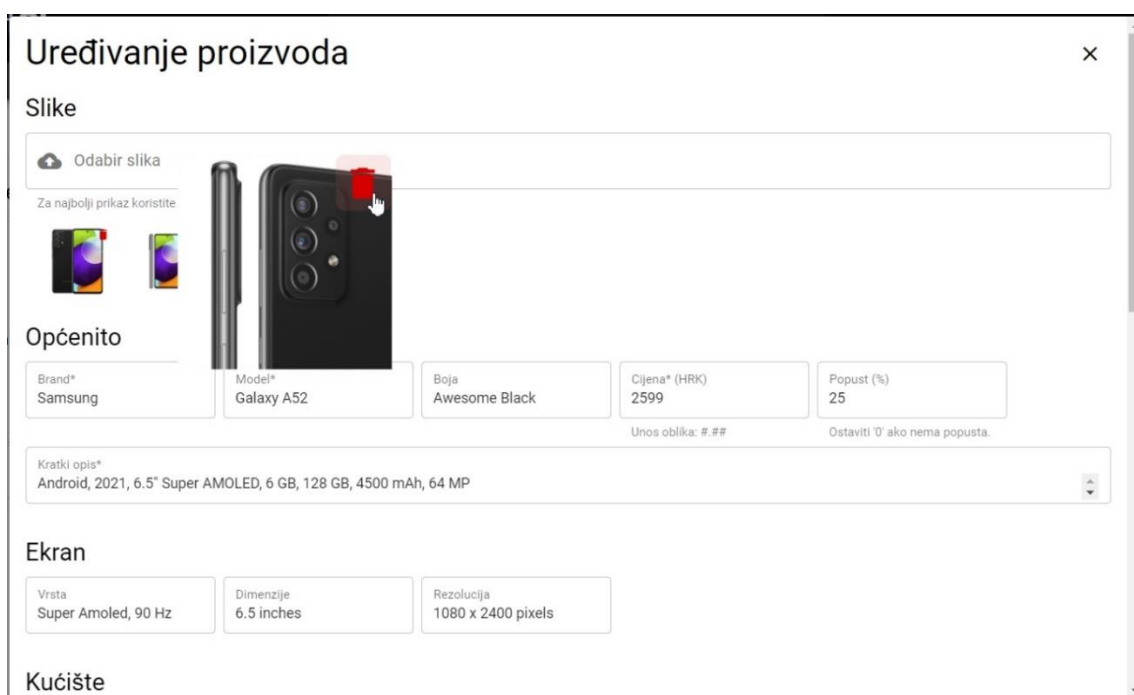 Uređivanje proizvoda
Slike
Odabir slika
Za najbolji prikaz koristite
Općenito
Brand*
Samsung
Model*
Galaxy A52
Boja
Awesome Black
Cijena* (HRK)
2599
Unos oblika: #.##
Popust (%)
25
Ostaviti '0' ako nema popusta.
Kratki opis*
Android, 2021, 6.5" Super AMOLED, 6 GB, 128 GB, 4500 mAh, 64 MP
Ekran
Vrsta
Super Amoled, 90 Hz
Dimenzije
6.5 inches
Rezolucija
1080 x 2400 pixels
Kućište